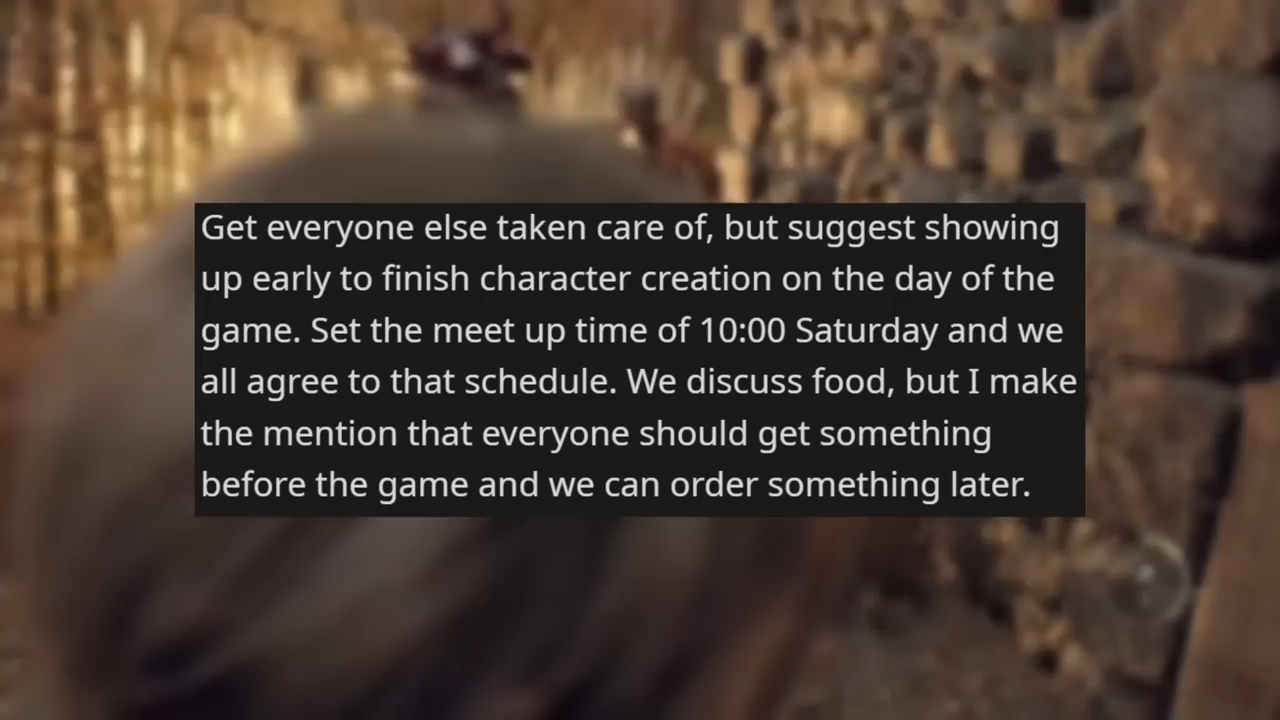 Get everyone else taken care of, but suggest showing
up early to finish character creation on the day of the
game. Set the meet up time of 10:00 Saturday and we
all agree to that schedule. We discuss food, but I make
the mention that everyone should get something
before the game and we can order something later.